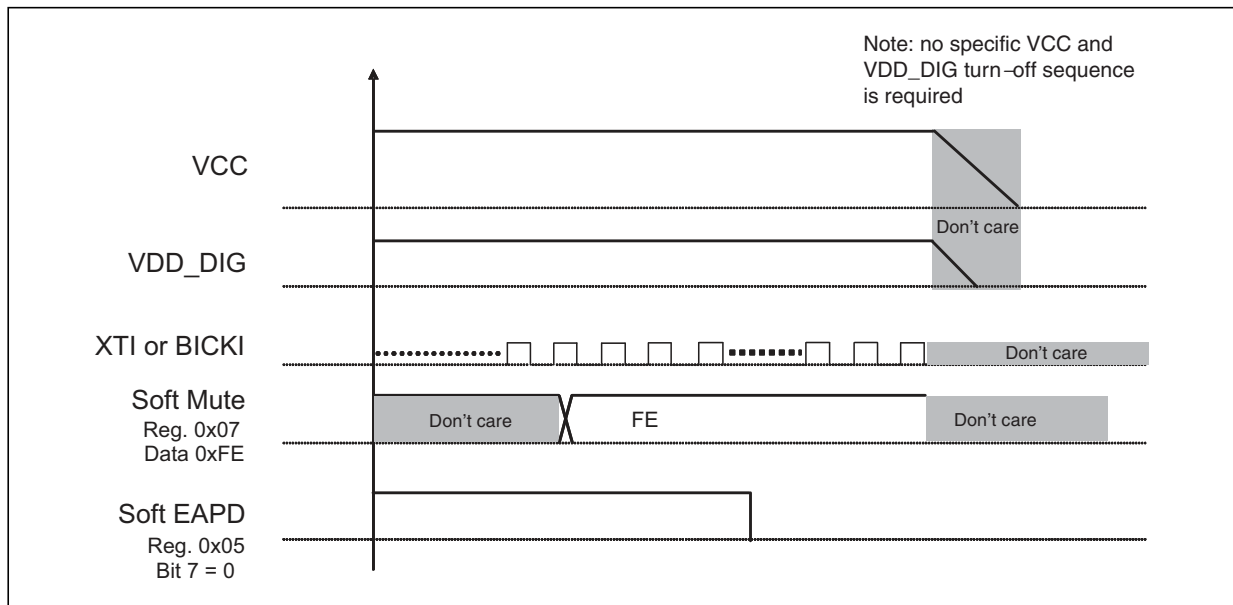 Note: no specific VCC and
VDD_DIG turn-off sequence
is required
VCC
Don't care
VDD_DIG
XTI or BICKI
Don't care
Soft Mute
Reg. 0x07
Data 0xFE
Don't care
FE
Don't care
Soft EAPD
Reg. 0x05
Bit 7 = 0